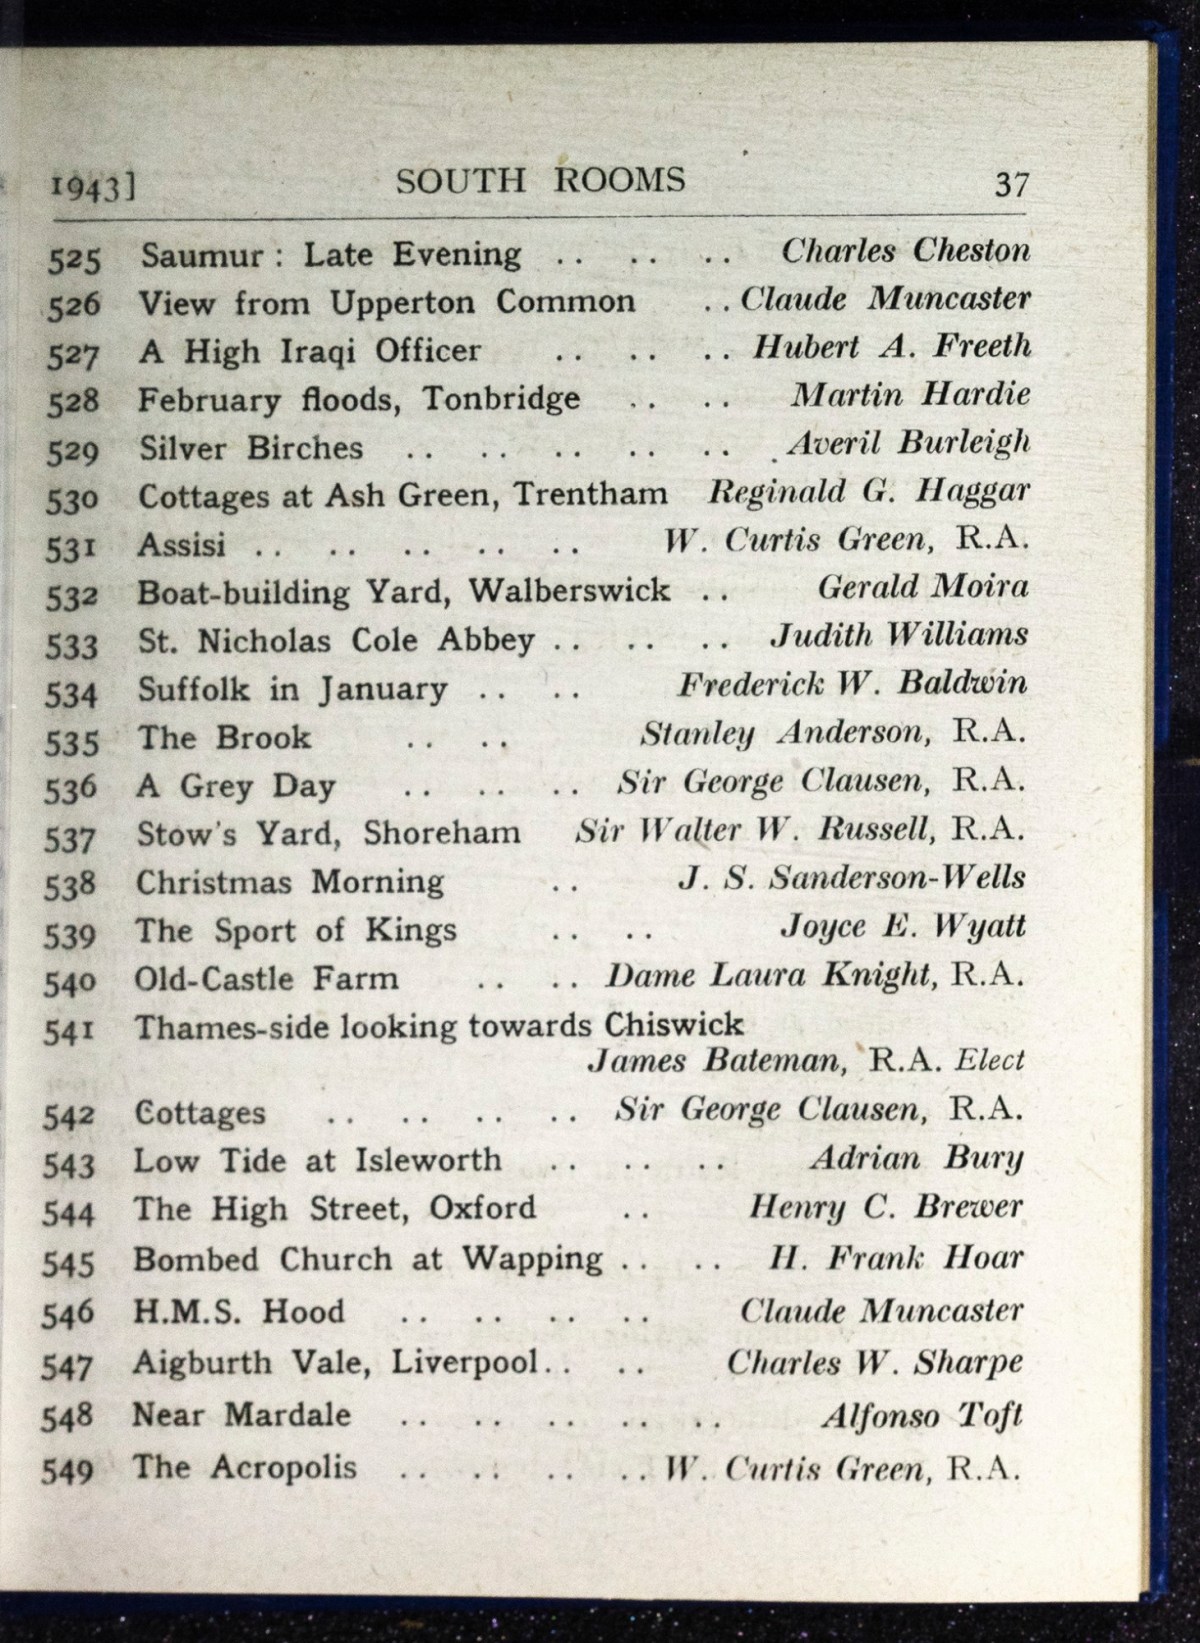 1943] SOUTH ROOMS 37
525 Saumur : Late Evening .. .. .. Charles Cheston
526 View from Upperton Common .. Claude Muncaster
527 A High Iraqi Officer .. .. .. Hubert A. Freeth
528 February floods, Tonbridge .. .. Martin Hardie
529 Silver Birches .. .. .. .. .. Averil Burleigh
530 Cottages at Ash Green, Trentham Reginald G. Haggar
531 Assisi .. .. .. .. .. W. Curtis Green, R.A.
532 Boat-building Yard, Walberswick .. Gerald Moira
533 St. Nicholas Cole Abbey .. .. .. Judith Williams
534 Suffolk in January .. .. Frederick W. Baldwin
535 The Brook .. .. Stanley Anderson, R.A.
536 A Grey Day .. .. .. Sir George Clausen, R.A.
537 Stow's Yard, Shoreham Sir Walter W. Russell, R.A.
538 Christmas Morning .. J. S. Sanderson-Wells
539 The Sport of Kings .. .. Joyce E. Wyatt
540 Old-Castle Farm .. .. Dame Laura Knight, R.A.
541 Thames-side looking towards Chiswick
James Bateman, R.A. Elect
542 Cottages .. .. .. .. Sir George Clausen, R.A.
543 Low Tide at Isleworth .. .. .. Adrian Bury
544 The High Street, Oxford .. Henry C. Brewer
545 Bombed Church at Wapping .. .. H. Frank Hoar
546 H.M.S. Hood .. .. .. .. Claude Muncaster
547 Aigburth Vale, Liverpool .. .. Charles W. Sharpe
548 Near Mardale .. .. .. .. .. Alfonso Toft
549 The Acropolis .. .. .. .. W. Curtis Green, R.A.